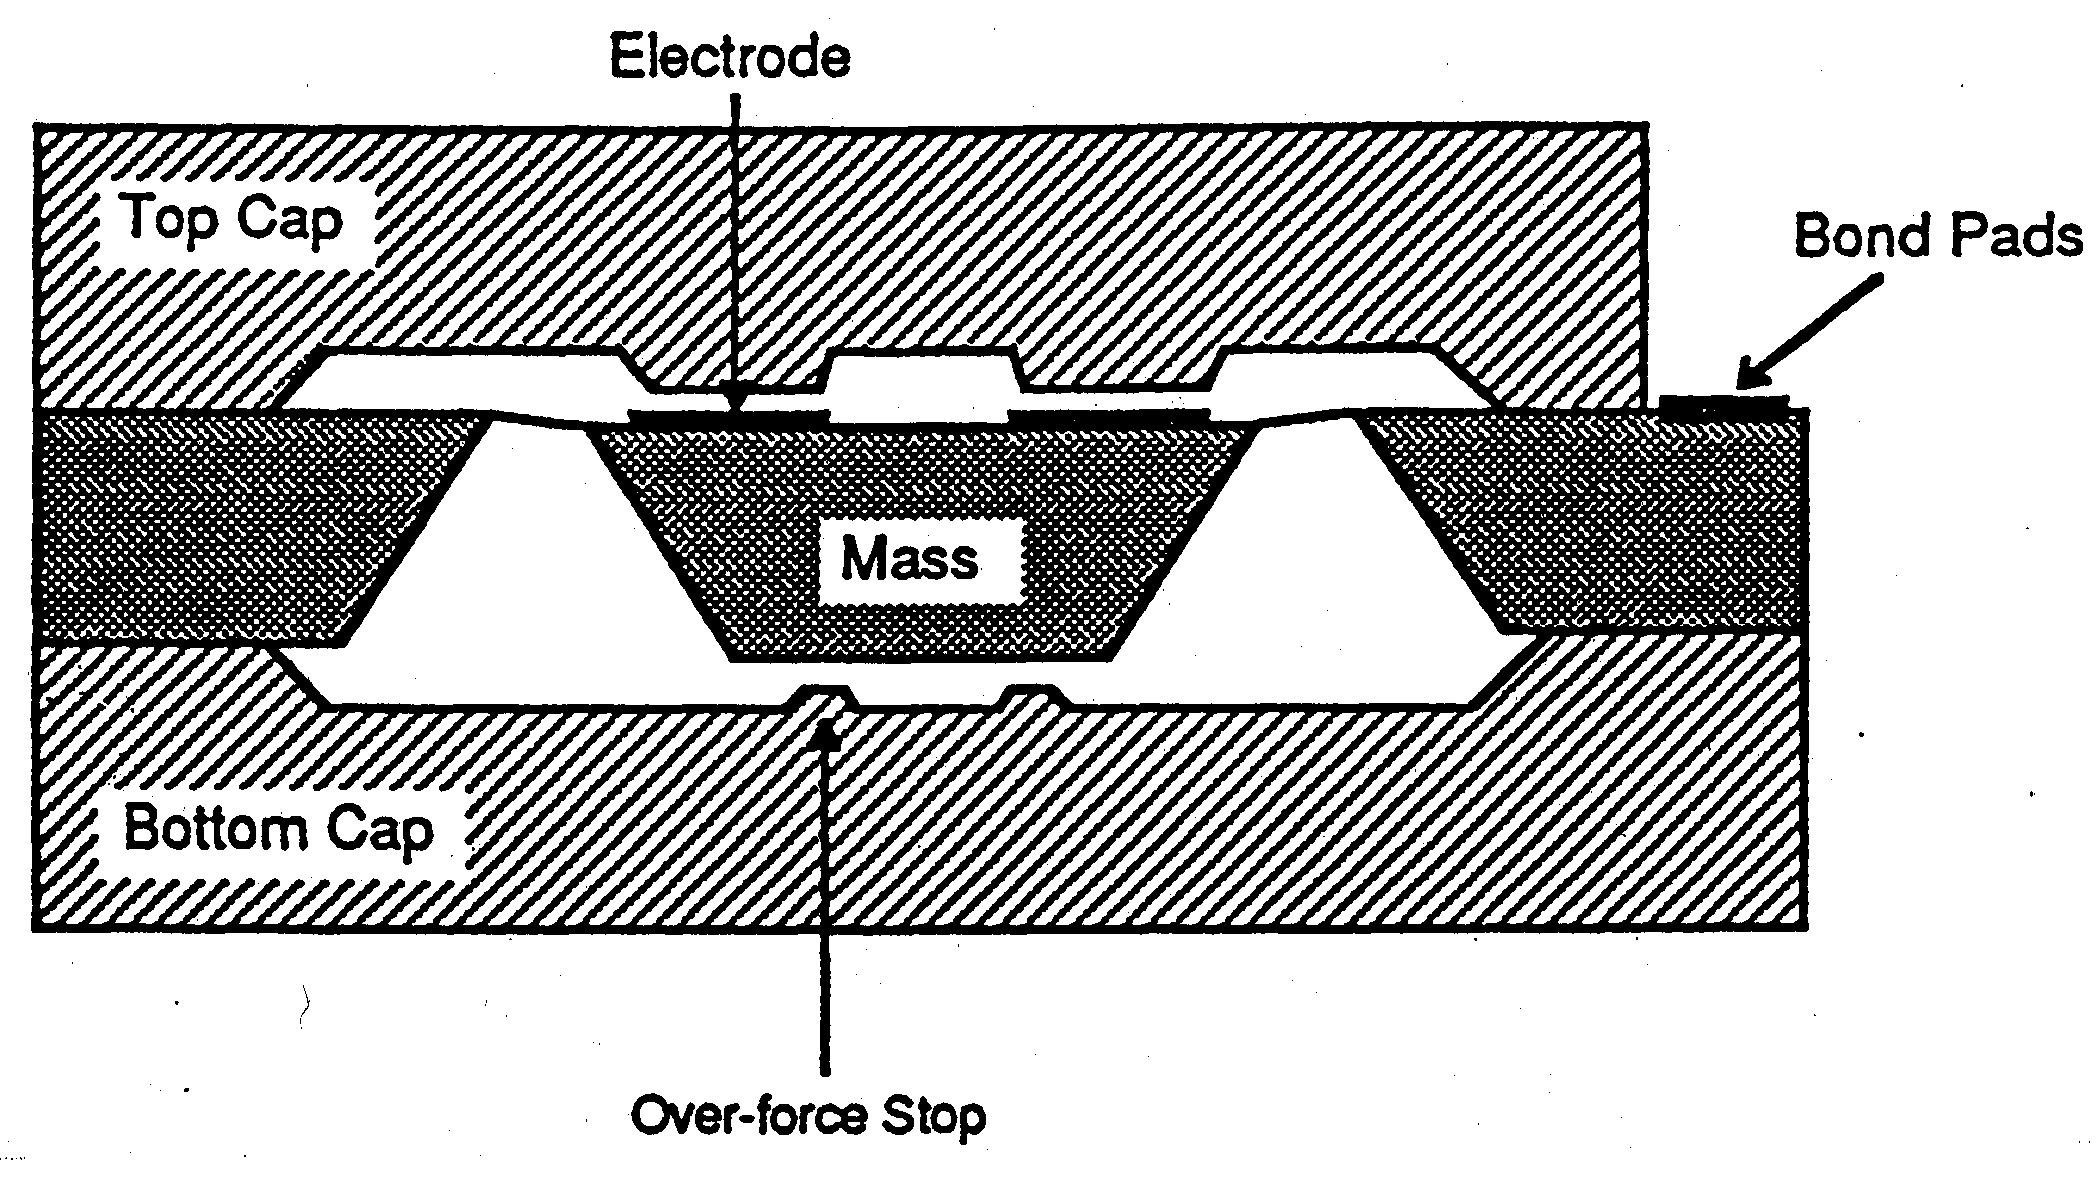 Electrode
Top Cap
Bond Pads
Mass
Bottom Cap
Over-force Stop